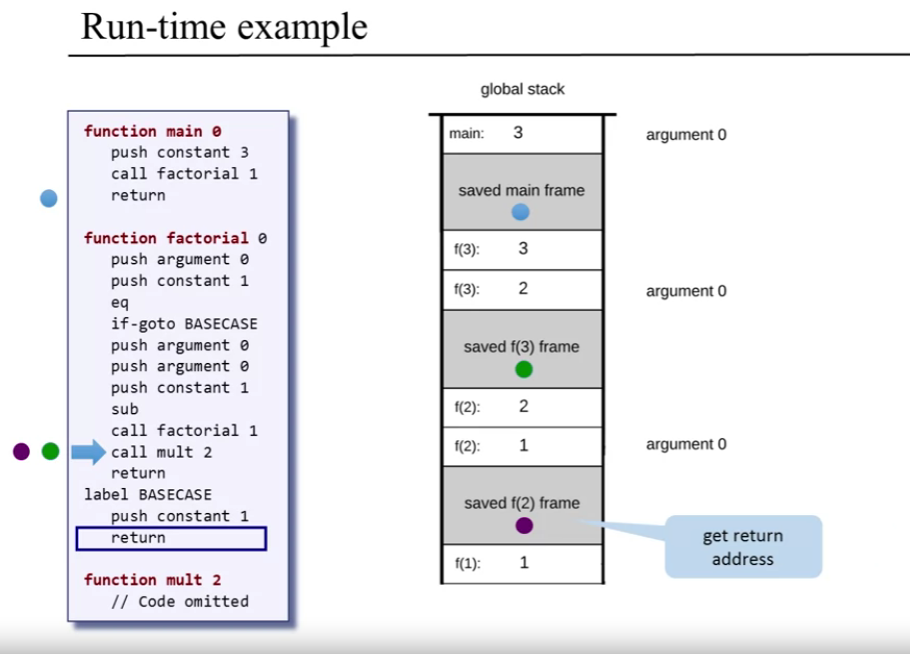 Run-time example
function main 0
push constant 3
call factorial 1
return
function factorial 0
push argument 0
push constant 1
eq
if-goto BASECASE
push argument 0
push argument 0
push constant 1
sub
call factorial 1
call mult 2
return
label BASECASE
push constant 1
return
function mult 2
// Code omitted
global stack
main: 3 argument 0
saved main frame
f(3): 3
f(3): 2 argument 0
saved f(3) frame
f(2): 2
f(2): 1 argument 0
saved f(2) frame
get return
address
f(1): 1